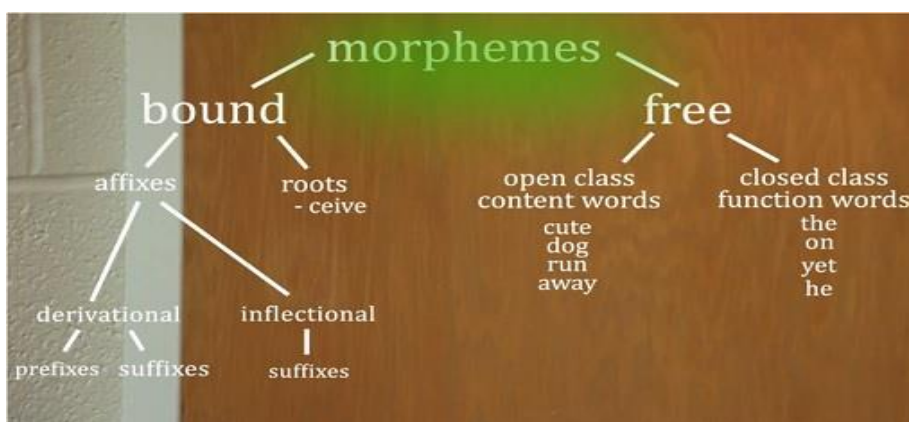 morphemes
bound
free
affixes
roots
- ceive
open class
content words
cute
dog
run
away
closed class
function words
the
on
yet
he
derivational
inflectional
prefixes
suffixes
suffixes